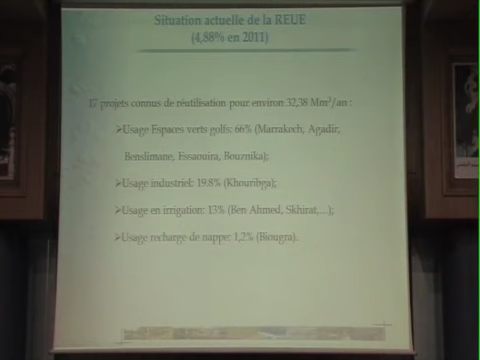 Situation actuelle de la REUE
(4,88% en 2011)
17 projets connus de réutilisation pour environ 32,38 Mm³/an :
➢Usage Espaces verts golfs: 66% (Marrakech, Agadir,
Benslimane, Essaouira, Bouznika);
➢Usage industriel: 19.8% (Khouribga);
➢Usage en irrigation: 13% (Ben Ahmed, Skhirat,...);
➢Usage recharge de nappe: 1,2% (Biougra).